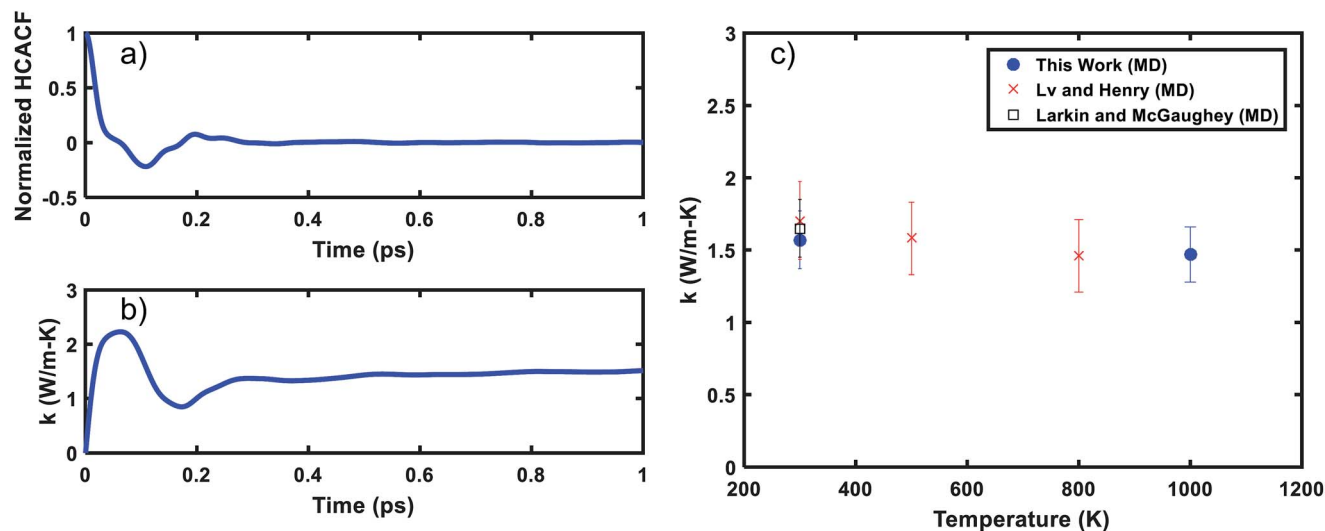 a)
Normalized HCACF
1
0.5
0
-0.5
0
0.2
0.4
0.6
0.8
1
Time (ps)
b)
k (W/m-K)
3
2
1
0
0
0.2
0.4
0.6
0.8
1
Time (ps)
c)
This Work (MD)
Lv and Henry (MD)
Larkin and McGaughey (MD)
k (W/m-K)
3
2.5
2
1.5
1
0.5
0
200
400
600
800
1000
1200
Temperature (K)